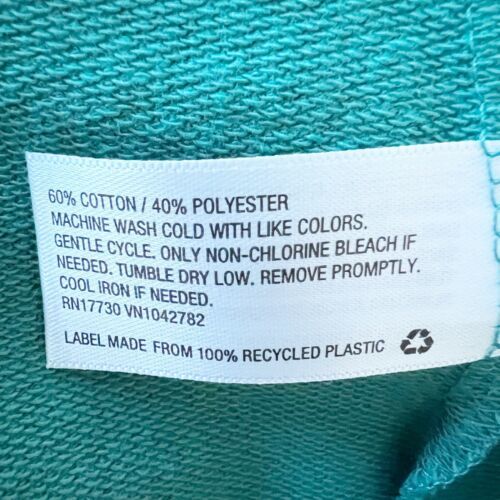 60% COTTON / 40% POLYESTER
MACHINE WASH COLD WITH LIKE COLORS.
GENTLE CYCLE. ONLY NON-CHLORINE BLEACH IF
NEEDED. TUMBLE DRY LOW. REMOVE PROMPTLY.
COOL IRON IF NEEDED.
RN17730 VN1042782
LABEL MADE FROM 100% RECYCLED PLASTIC